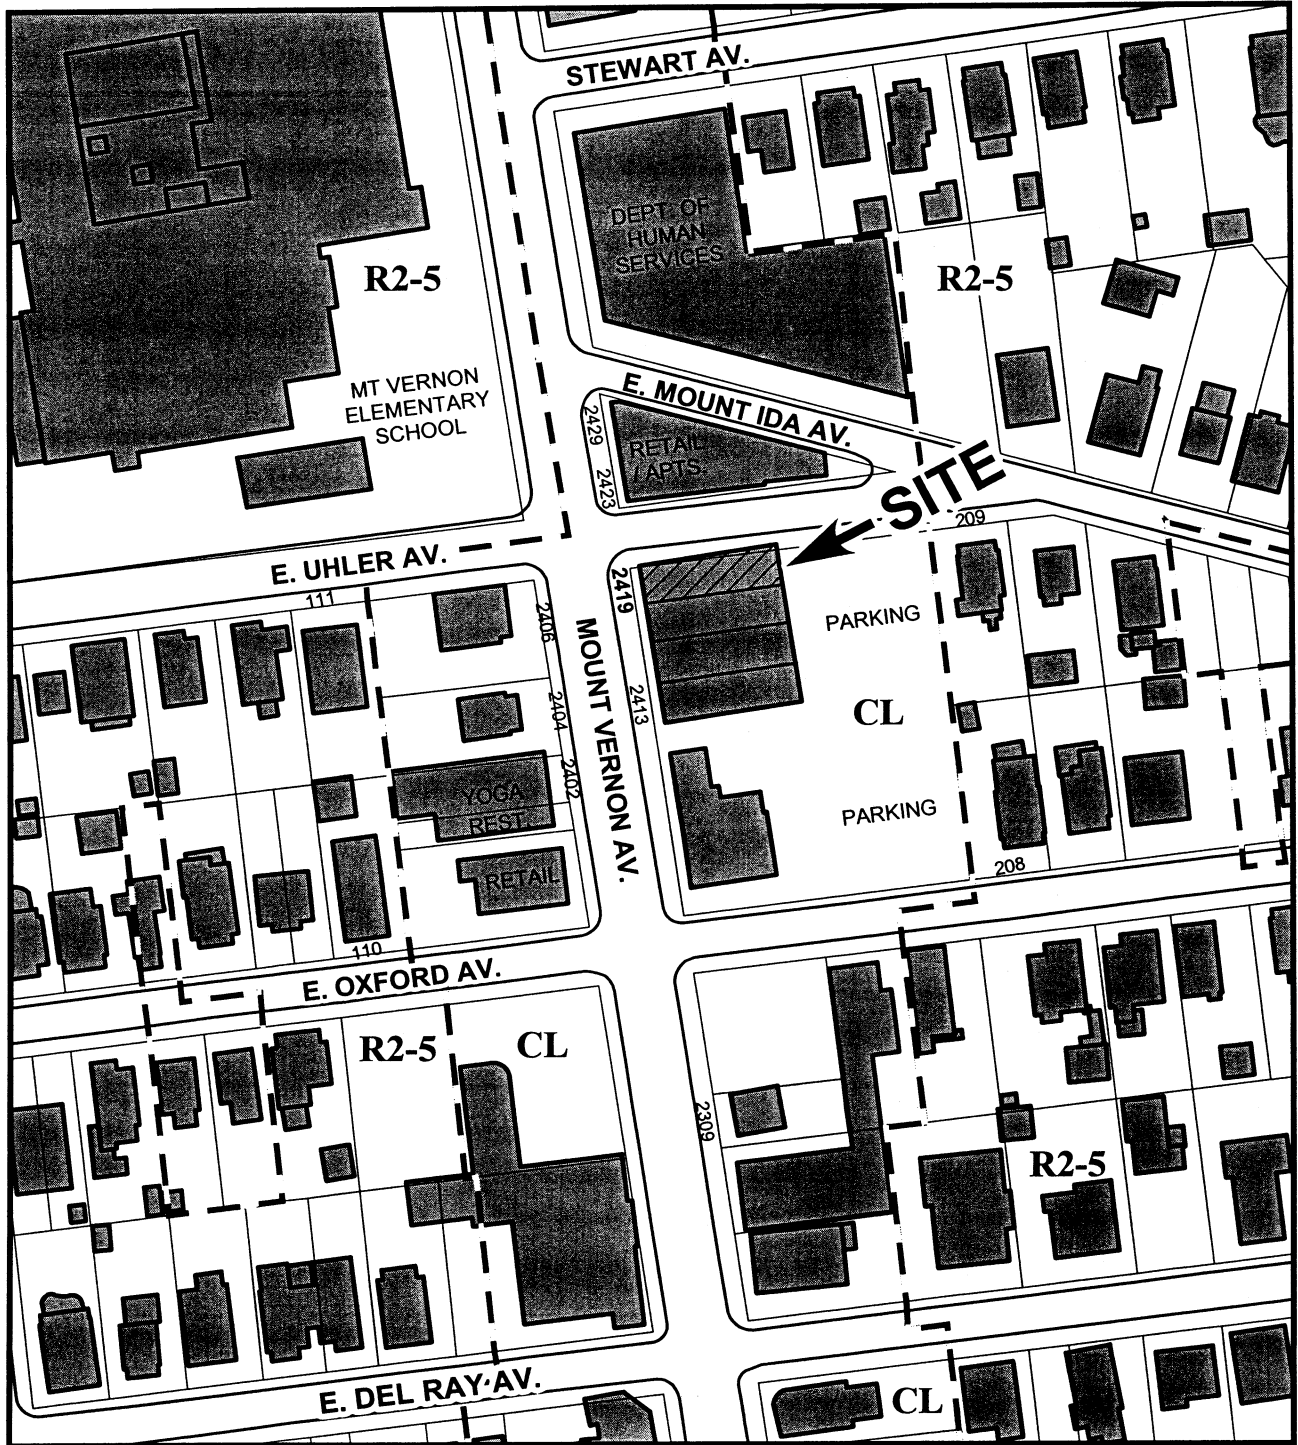 STEWART AV.
DEPT. OF
HUMAN
SERVICES
R2-5
R2-5
MT VERNON
ELEMENTARY
SCHOOL
E. MOUNT IDA AV.
2429
2423
RETAIL
/APTS.
SITE
209
E. UHLER AV.
111
2419
2406
MOUNT VERNON AV.
PARKING
2413
2404
CL
2402
YOGA
REST.
PARKING
RETAIL
208
110
E. OXFORD AV.
R2-5
CL
2309
R2-5
E. DEL RAY AV.
CL